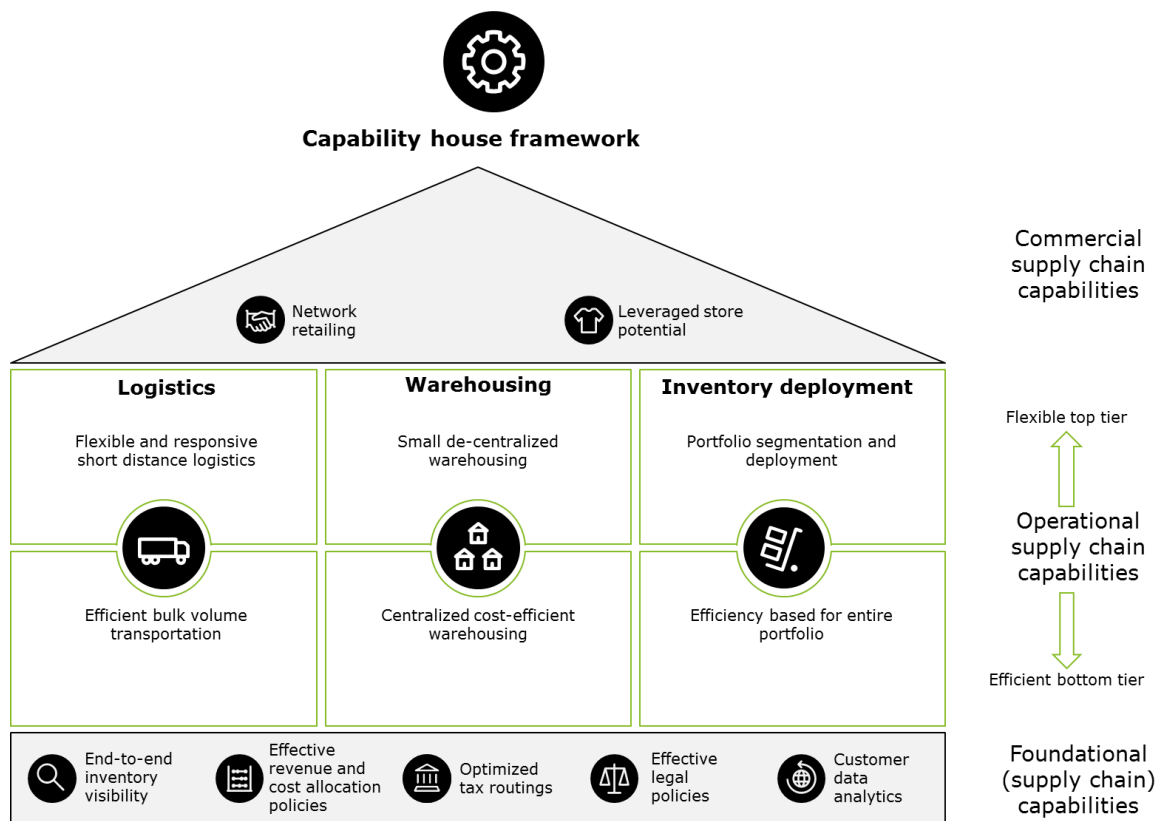 Capability house framework
Commercial
supply chain
capabilities
Network
retailing
Leveraged store
potential
Logistics
Warehousing
Inventory deployment
Flexible and responsive
short distance logistics
Small de-centralized
warehousing
Portfolio segmentation and
deployment
Flexible top tier
Operational
supply chain
capabilities
Efficient bulk volume
transportation
Centralized cost-efficient
warehousing
Efficiency based for entire
portfolio
Efficient bottom tier
End-to-end
inventory
visibility
Effective
revenue and
cost allocation
policies
Optimized
tax routings
Effective
legal
policies
Customer
data
analytics
Foundational
(supply chain)
capabilities